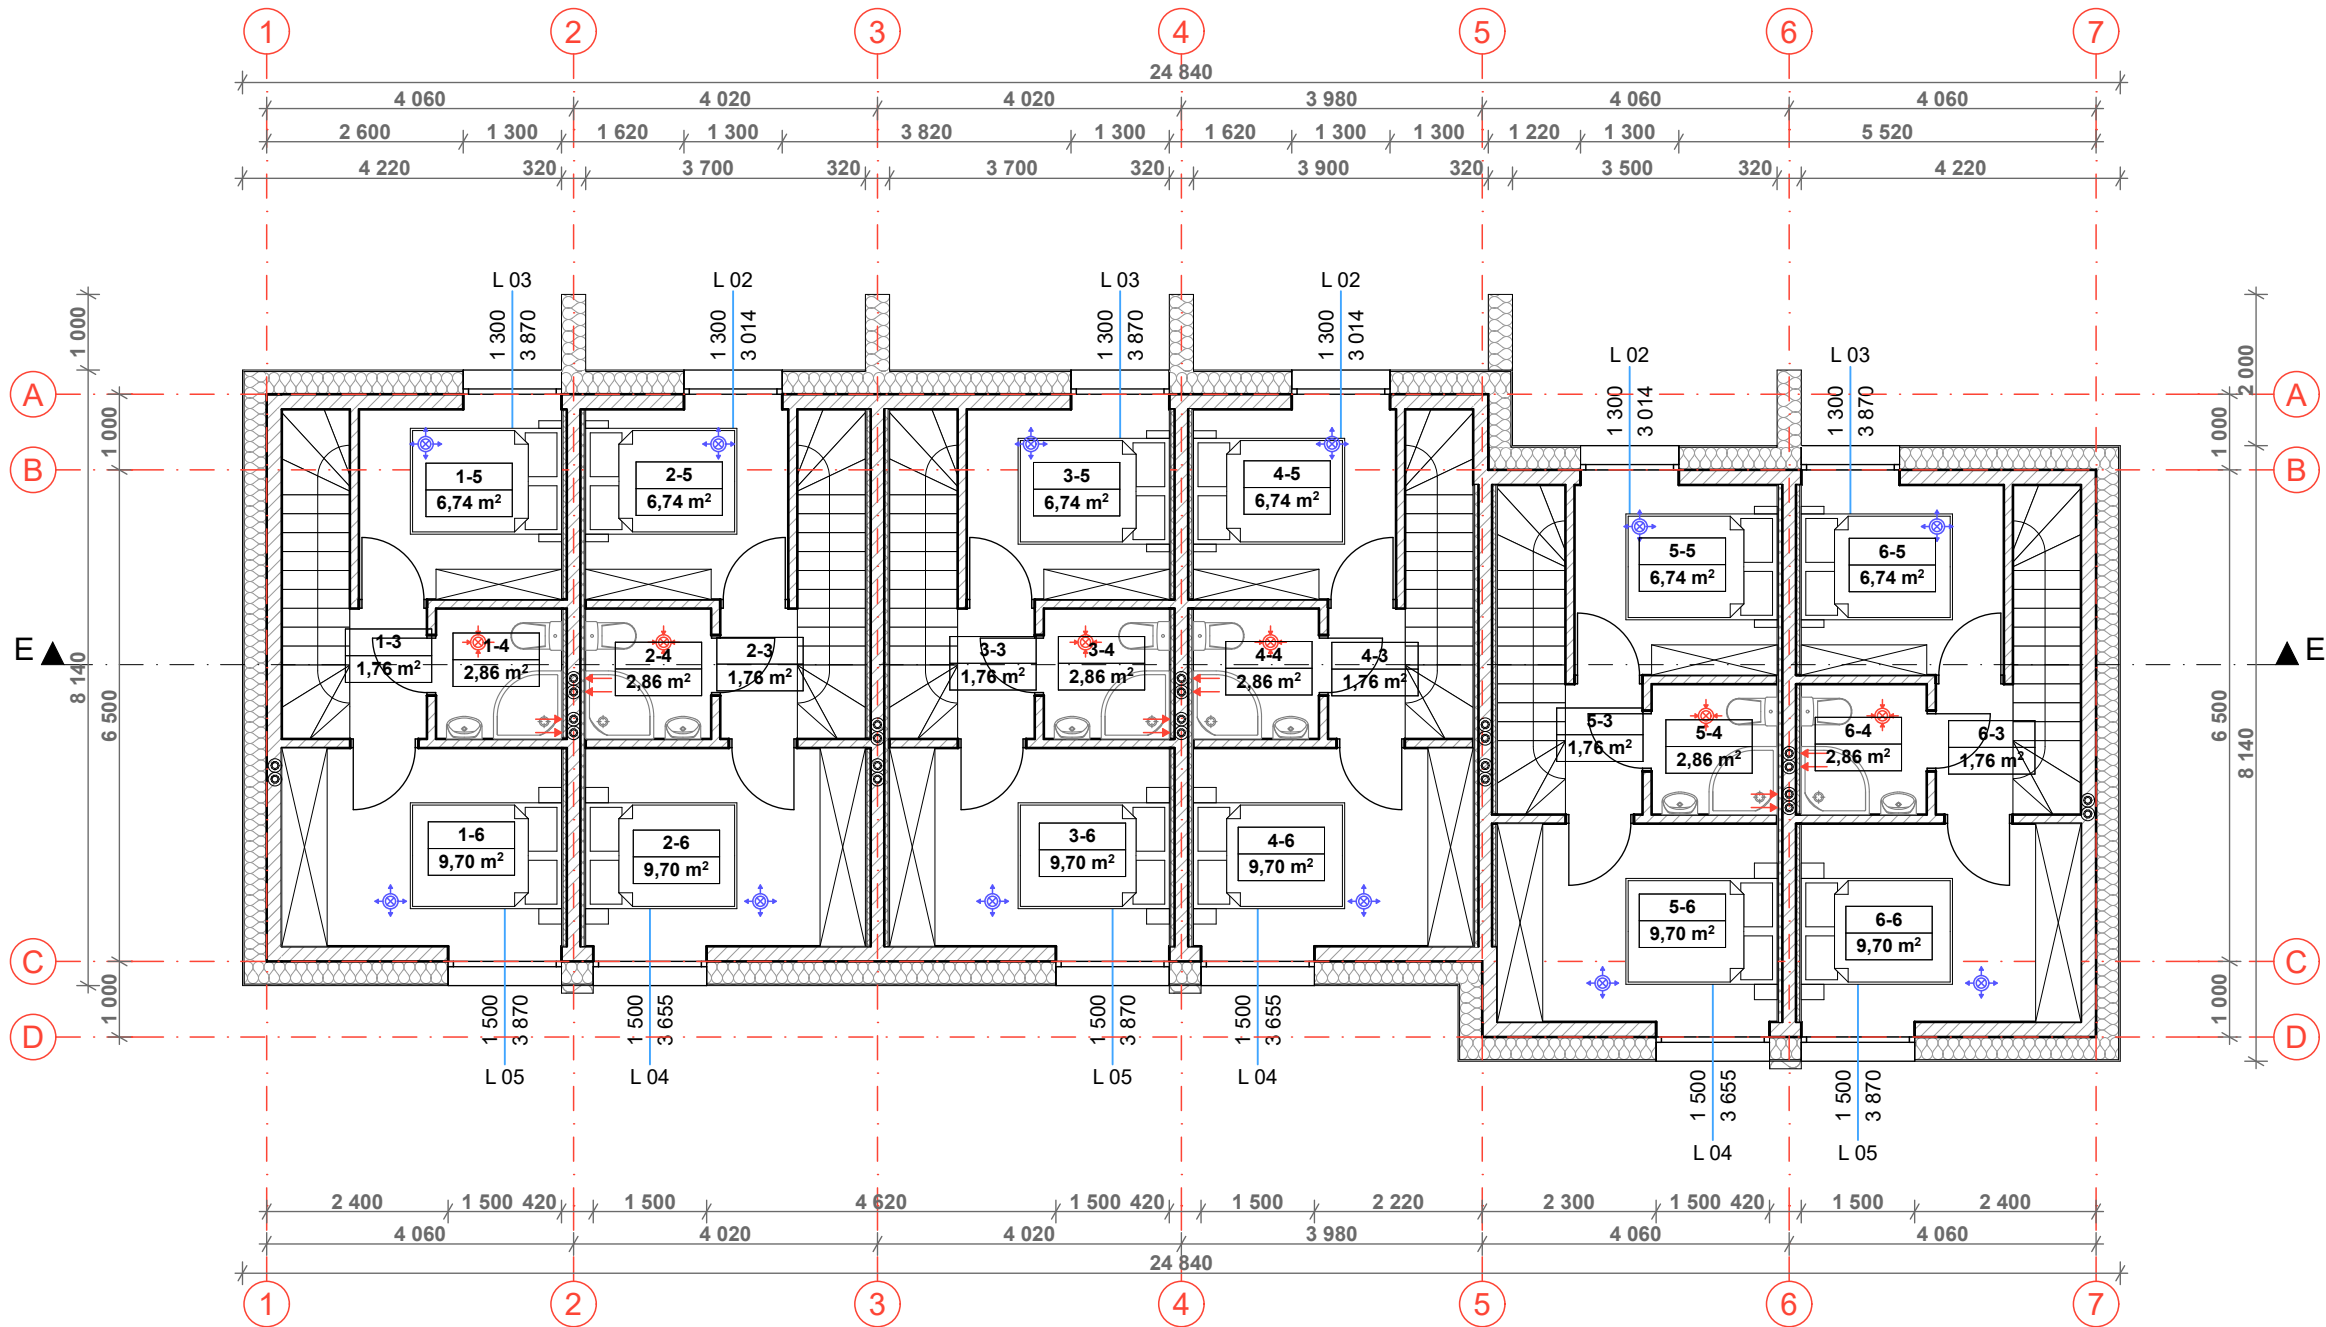 1 2 3 4 5 6 7
24 840
4 060 4 020 4 020 3 980 4 060 4 060
2 600 1 300 1 620 1 300 3 820 1 300 1 620 1 300 1 300 1 220 1 300 5 520
4 220 320 3 700 320 3 700 320 3 900 320 3 500 320 4 220
L 03 L 02 L 03 L 02
1 300 3 870 1 300 3 014 1 300 3 870 1 300 3 014
L 02 L 03
1 300 3 014 1 300 3 870
1 000 2 000
A A
1 000 1 000
B B
1-5 2-5 3-5 4-5
6,74 m² 6,74 m² 6,74 m² 6,74 m²
5-5 6-5
6,74 m² 6,74 m²
E E
1-3 1-4 2-4 2-3 3-3 3-4 4-4 4-3
1,76 m² 2,86 m² 2,86 m² 1,76 m² 1,76 m² 2,86 m² 2,86 m² 1,76 m²
8 140 6 500 6 500 8 140
5-3 5-4 6-4 6-3
1,76 m² 2,86 m² 2,86 m² 1,76 m²
1-6 2-6 3-6 4-6
9,70 m² 9,70 m² 9,70 m² 9,70 m²
5-6 6-6
9,70 m² 9,70 m²
C C
1 000 1 000
D D
1 500 3 870 1 500 3 655 1 500 3 870 1 500 3 655
L 05 L 04 L 05 L 04
1 500 3 655 1 500 3 870
L 04 L 05
2 400 1 500 420 1 500 4 620 1 500 420 1 500 2 220 2 300 1 500 420 1 500 2 400
4 060 4 020 4 020 3 980 4 060 4 060
24 840
1 2 3 4 5 6 7